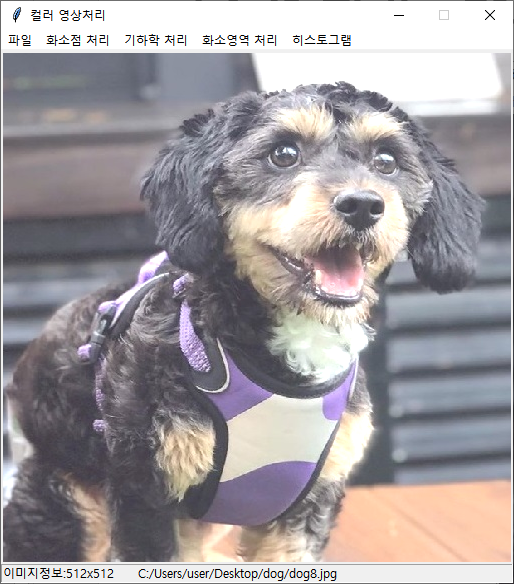 컬러 영상처리
파일 화소점 처리 기하학 처리 화소영역 처리 히스토그램
이미지정보:512x512 C:/Users/user/Desktop/dog/dog8.jpg